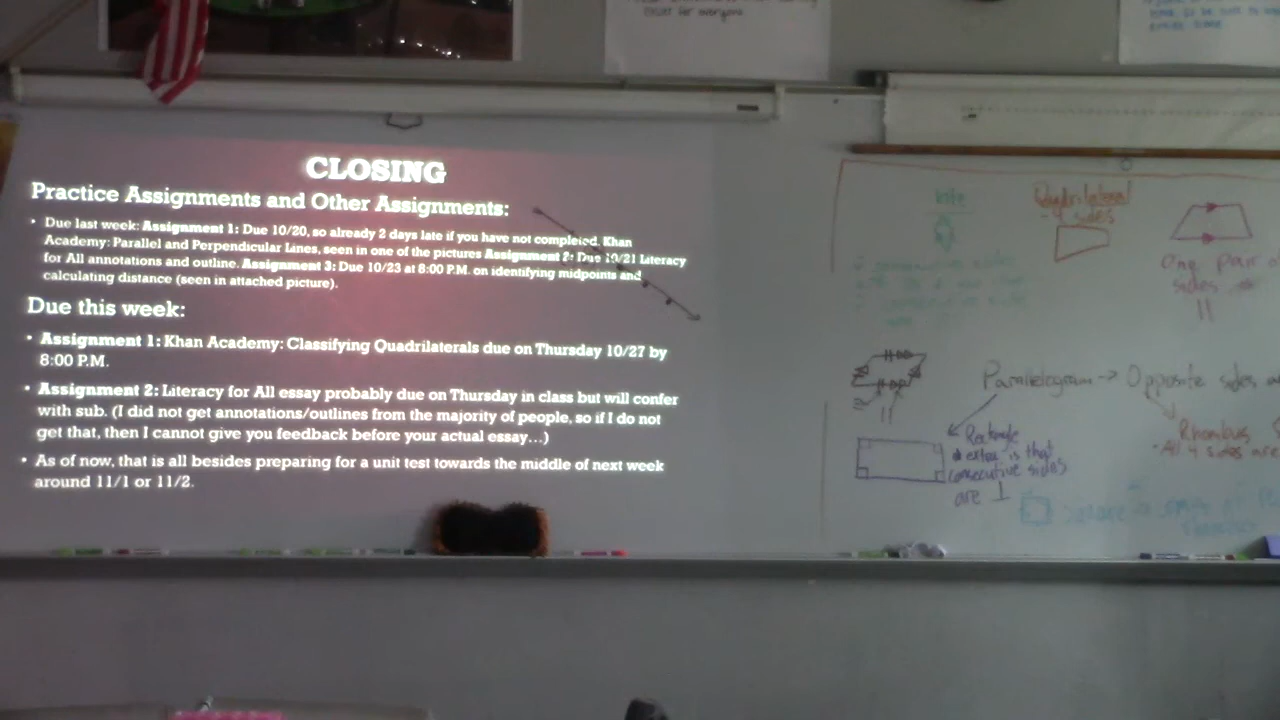 for everyone.
CLOSING
Practice Assignments and Other Assignments:
• Due last week: Assignment 1: Due 10/20, so already 2 days late if you have not completed. Khan
Academy: Parallel and Perpendicular Lines, seen in one of the pictures Assignment 2: Due 10/21 Literacy
for All annotations and outline. Assignment 3: Due 10/23 at 8:00 P.M. on identifying midpoints and
calculating distance (seen in attached picture).
Due this week:
• Assignment 1: Khan Academy: Classifying Quadrilaterals due on Thursday 10/27 by
8:00 P.M.
• Assignment 2: Literacy for All essay probably due on Thursday in class but will confer
with sub. (I did not get annotations/outlines from the majority of people, so if I do not
get that, then I cannot give you feedback before your actual essay…)
• As of now, that is all besides preparing for a unit test towards the middle of next week
around 11/1 or 11/2.
kite
Quadrilateral
sides
One pair o
sides
||
Parallelogram → Opposite sides a
Rectangle
extra is that
consecutive sides
are ⊥
Rhombus
All 4 sides are